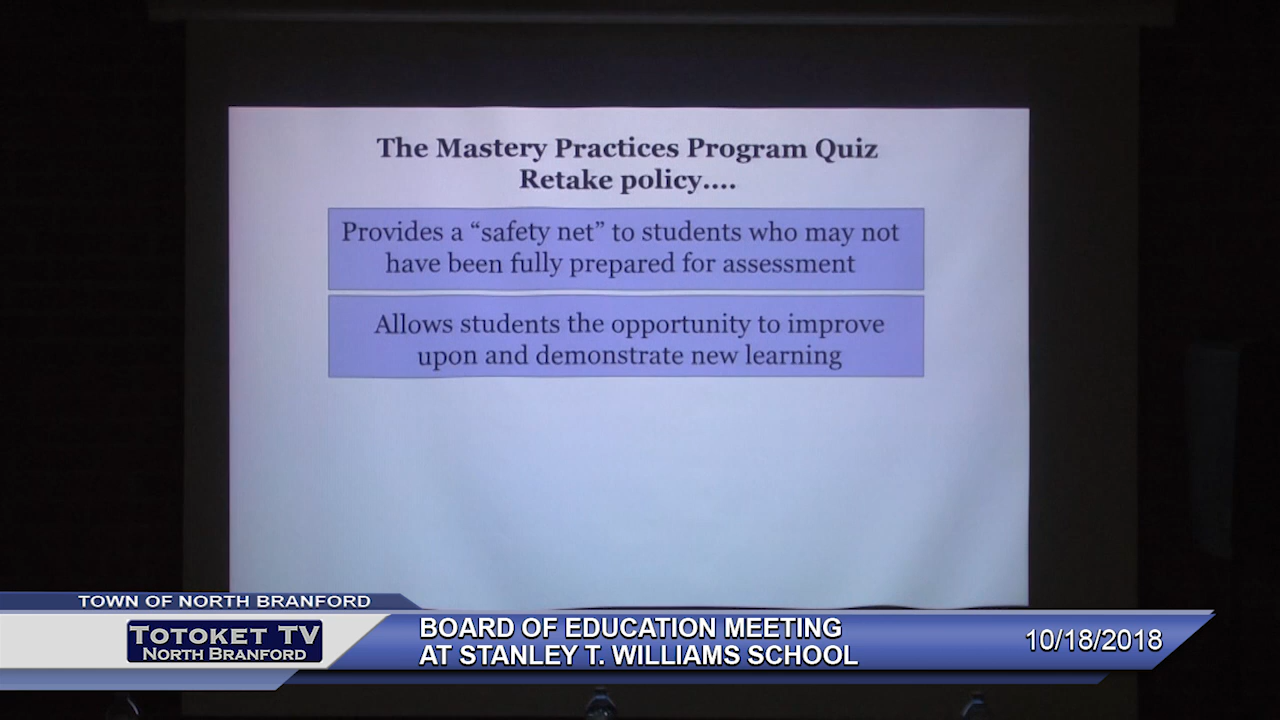 The Mastery Practices Program Quiz
Retake policy....
Provides a “safety net” to students who may not
have been fully prepared for assessment
Allows students the opportunity to improve
upon and demonstrate new learning
TOWN OF NORTH BRANFORD
TOTOKET TV
NORTH BRANFORD
BOARD OF EDUCATION MEETING
AT STANLEY T. WILLIAMS SCHOOL
10/18/2018